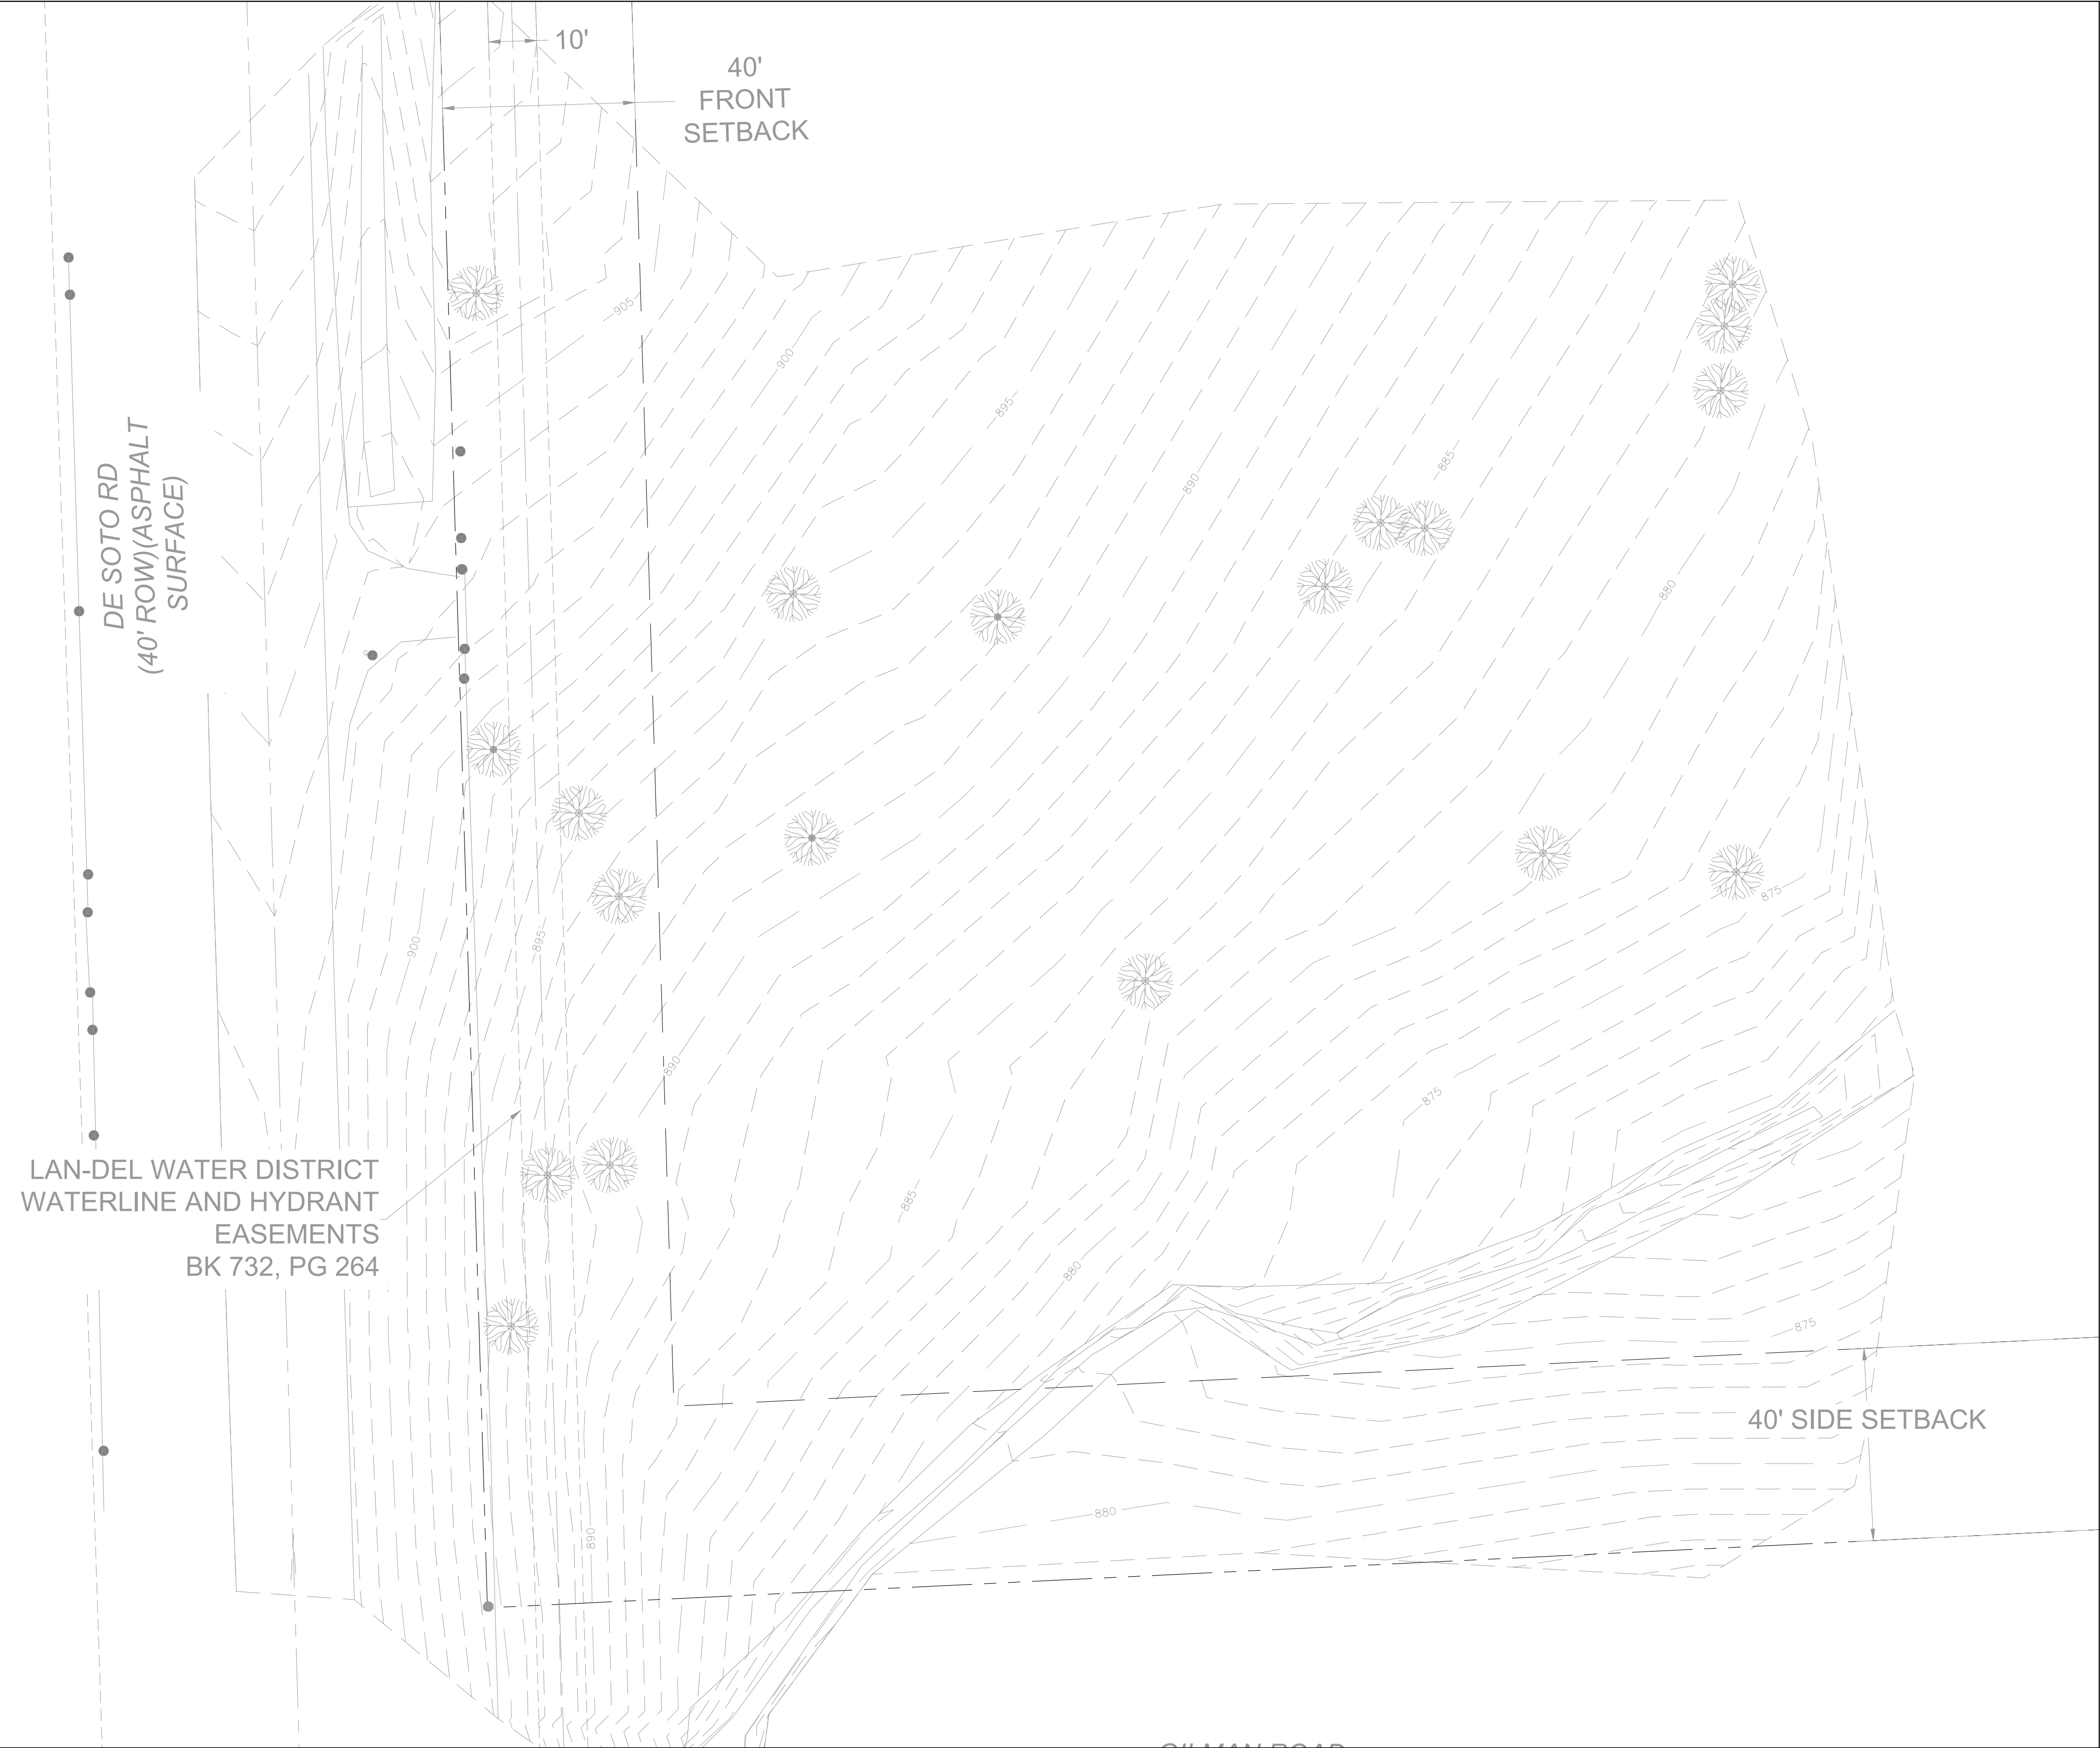 10'
40'
FRONT
SETBACK
905
900
895
890
885
880
875
DE SOTO RD
(40' ROW)(ASPHALT
SURFACE)
900
895
890
875
LAN-DEL WATER DISTRICT
WATERLINE AND HYDRANT
EASEMENTS
BK 732, PG 264
885
880
875
40' SIDE SETBACK
880
890
GILMAN ROAD